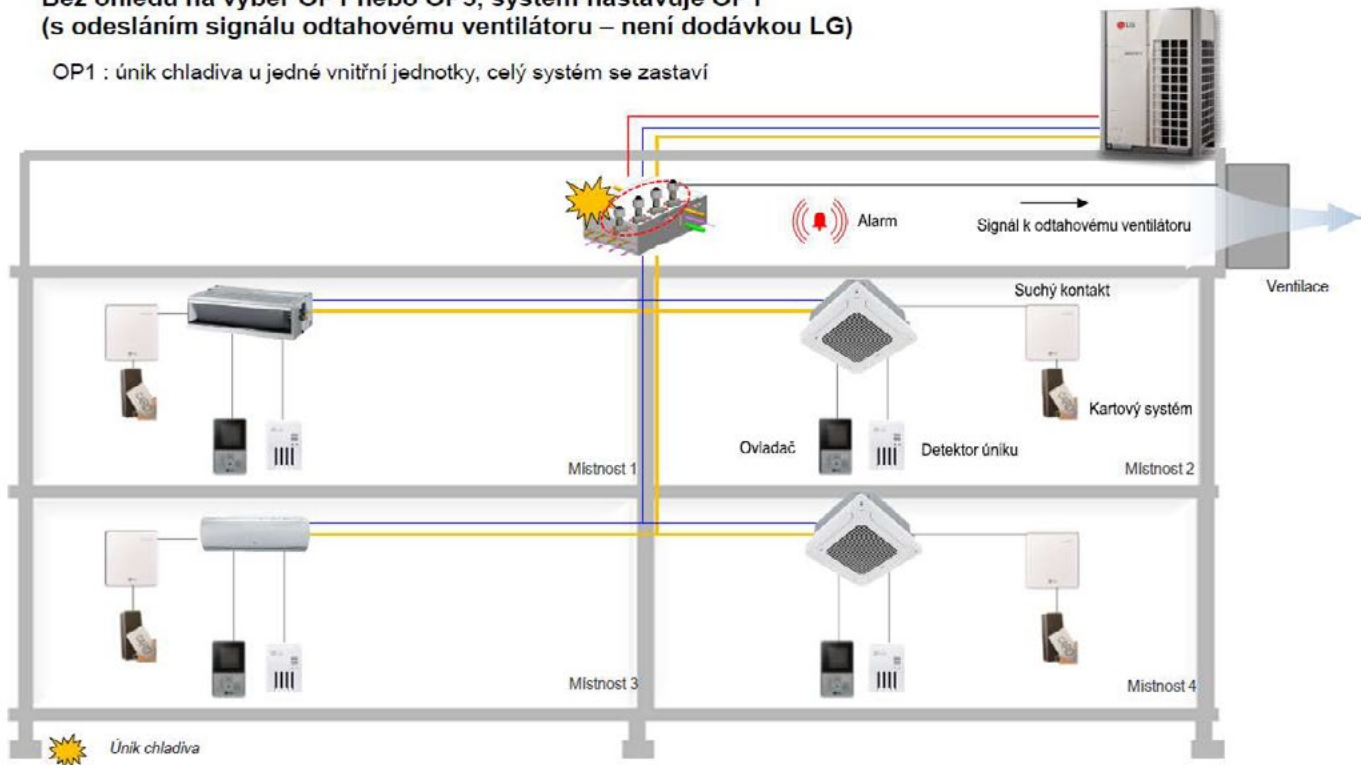 (s odesláním signálu odtahovému ventilátoru – není dodávkou LG)
OP1 : únik chladiva u jedné vnitřní jednotky, celý systém se zastaví
LG
Alarm
Signál k odtahovému ventilátoru
Ventilace
Suchý kontakt
Kartový systém
Ovladač
Detektor úniku
Místnost 1
Místnost 2
Místnost 3
Místnost 4
Únik chladiva